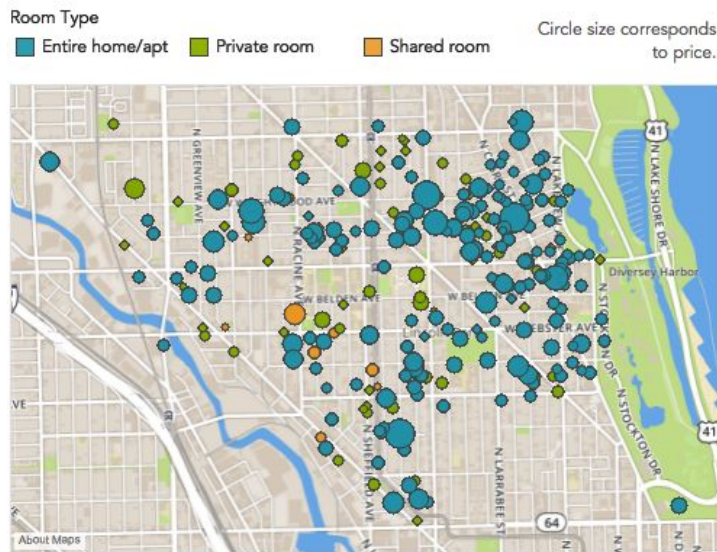 Room Type
Entire home/apt
Private room
Shared room
Circle size corresponds
to price.
41
N GREENVIEW AVE
N LAKE SHORE DR
N RACINE AVE
Diversey Harbor
W BELDEN AVE
W BELDEN
WEBSTER AVE
N STOCKTON DR
N STOCKTON DR
AVE
N SHEFFIELD AVE
N LARRABEE ST
41
64
About Maps